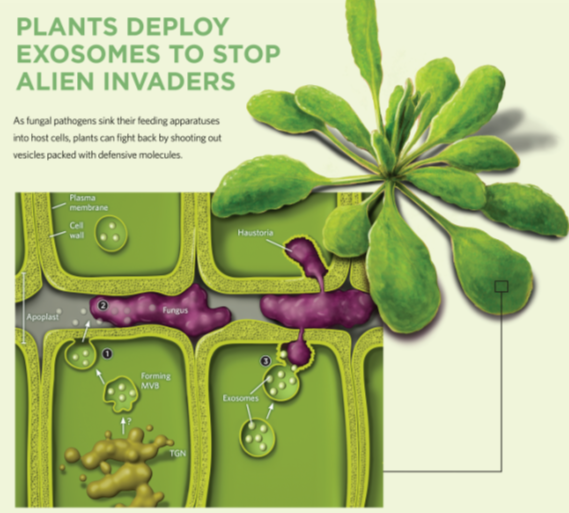 PLANTS DEPLOY
EXOSOMES TO STOP
ALIEN INVADERS
As fungal pathogens sink their feeding apparatuses
into host cells, plants can fight back by shooting out
vesicles packed with defensive molecules.
Plasma
membrane
Cell
wall
Haustoria
Apoplast
2
Fungus
1
3
Forming
MVB
Exosomes
?
TGN